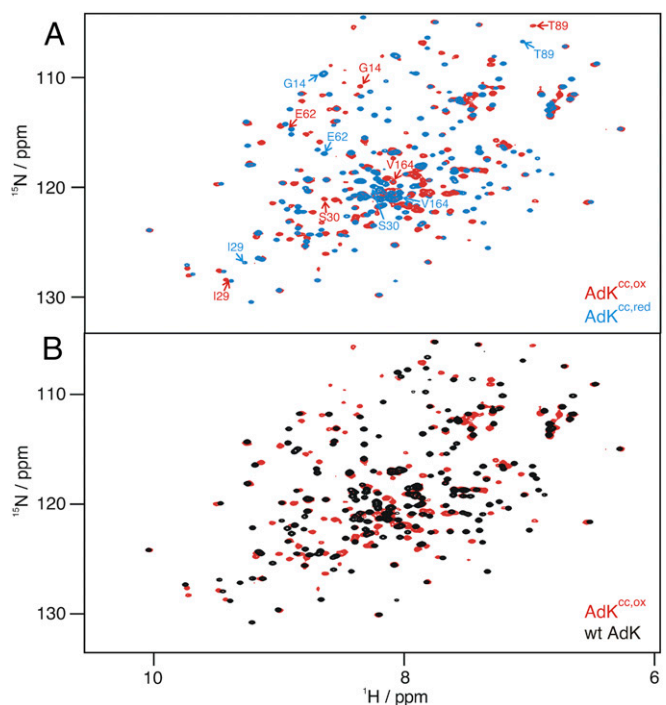 A
T89
T89
G14
G14
110
E62
E62
120
V164
V164
S30
S30
I29
I29
130
¹⁵N / ppm
AdK^cc,ox
AdK^cc,red
B
110
120
130
¹⁵N / ppm
AdK^cc,ox
wt AdK
10
8
6
¹H / ppm